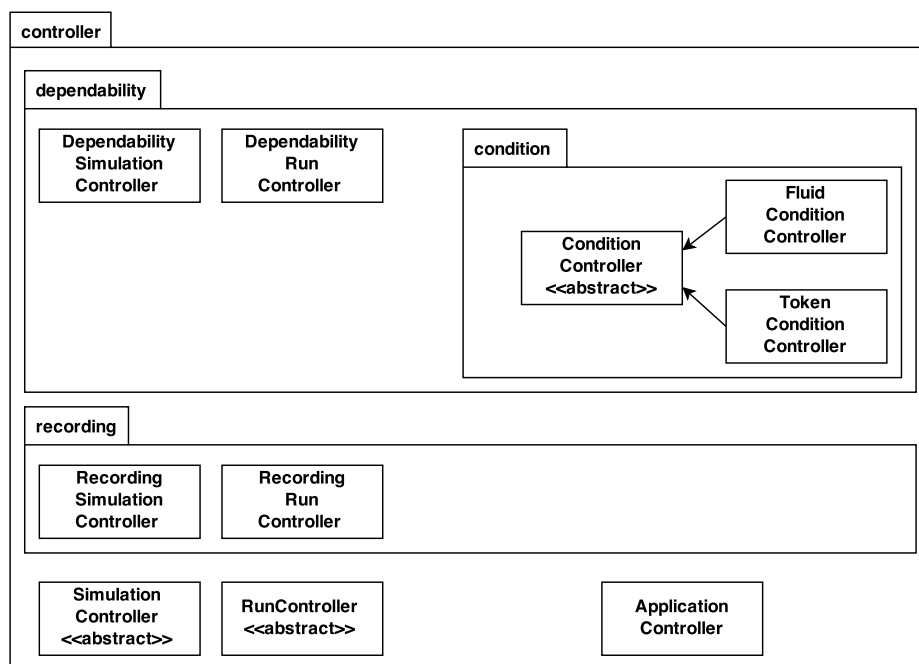 controller
dependability
Dependability
Simulation
Controller
Dependability
Run
Controller
condition
Condition
Controller
<<abstract>>
Fluid
Condition
Controller
Token
Condition
Controller
recording
Recording
Simulation
Controller
Recording
Run
Controller
Simulation
Controller
<<abstract>>
RunController
<<abstract>>
Application
Controller